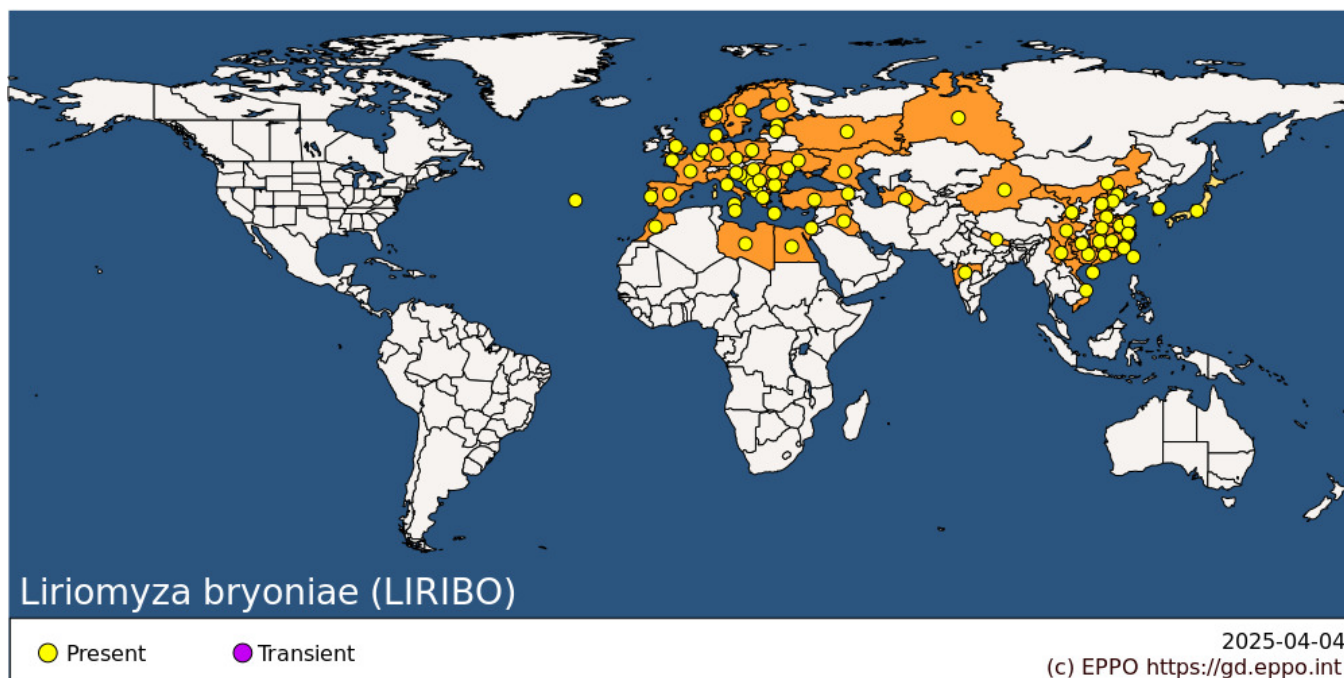 Liriomyza bryoniae (LIRIBO)
Present
Transient
2025-04-04
(c) EPPO https://gd.eppo.int